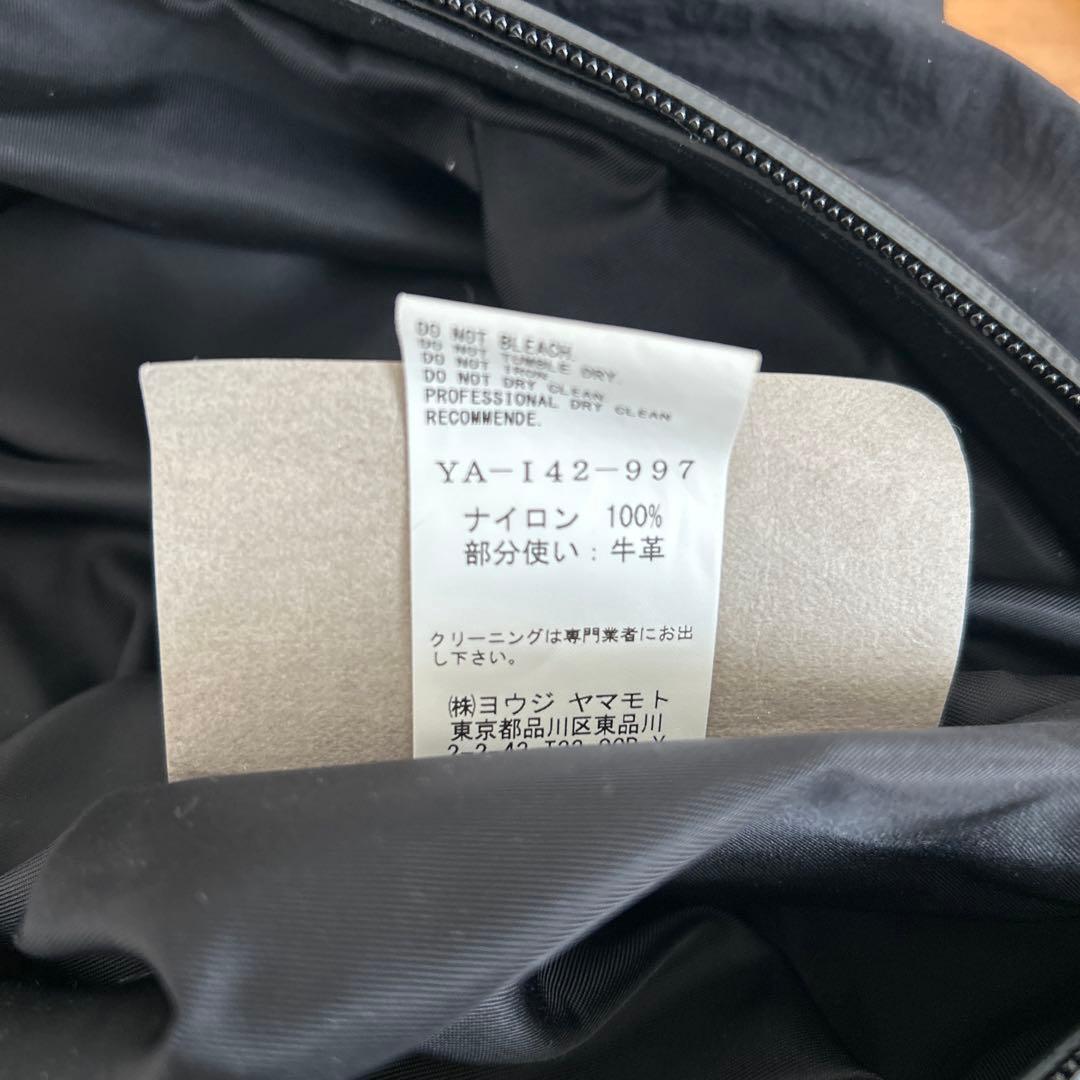 DO NOT BLEACH.
DO NOT TUMBLE DRY.
DO NOT IRON.
DO NOT DRY CLEAN
PROFESSIONAL DRY CLEAN
RECOMMENDE.
YA-I42-997
ナイロン 100%
部分使い：牛革
クリーニングは専門業者にお出
し下さい。
㈱ヨウジ ヤマモト
東京都品川区東品川